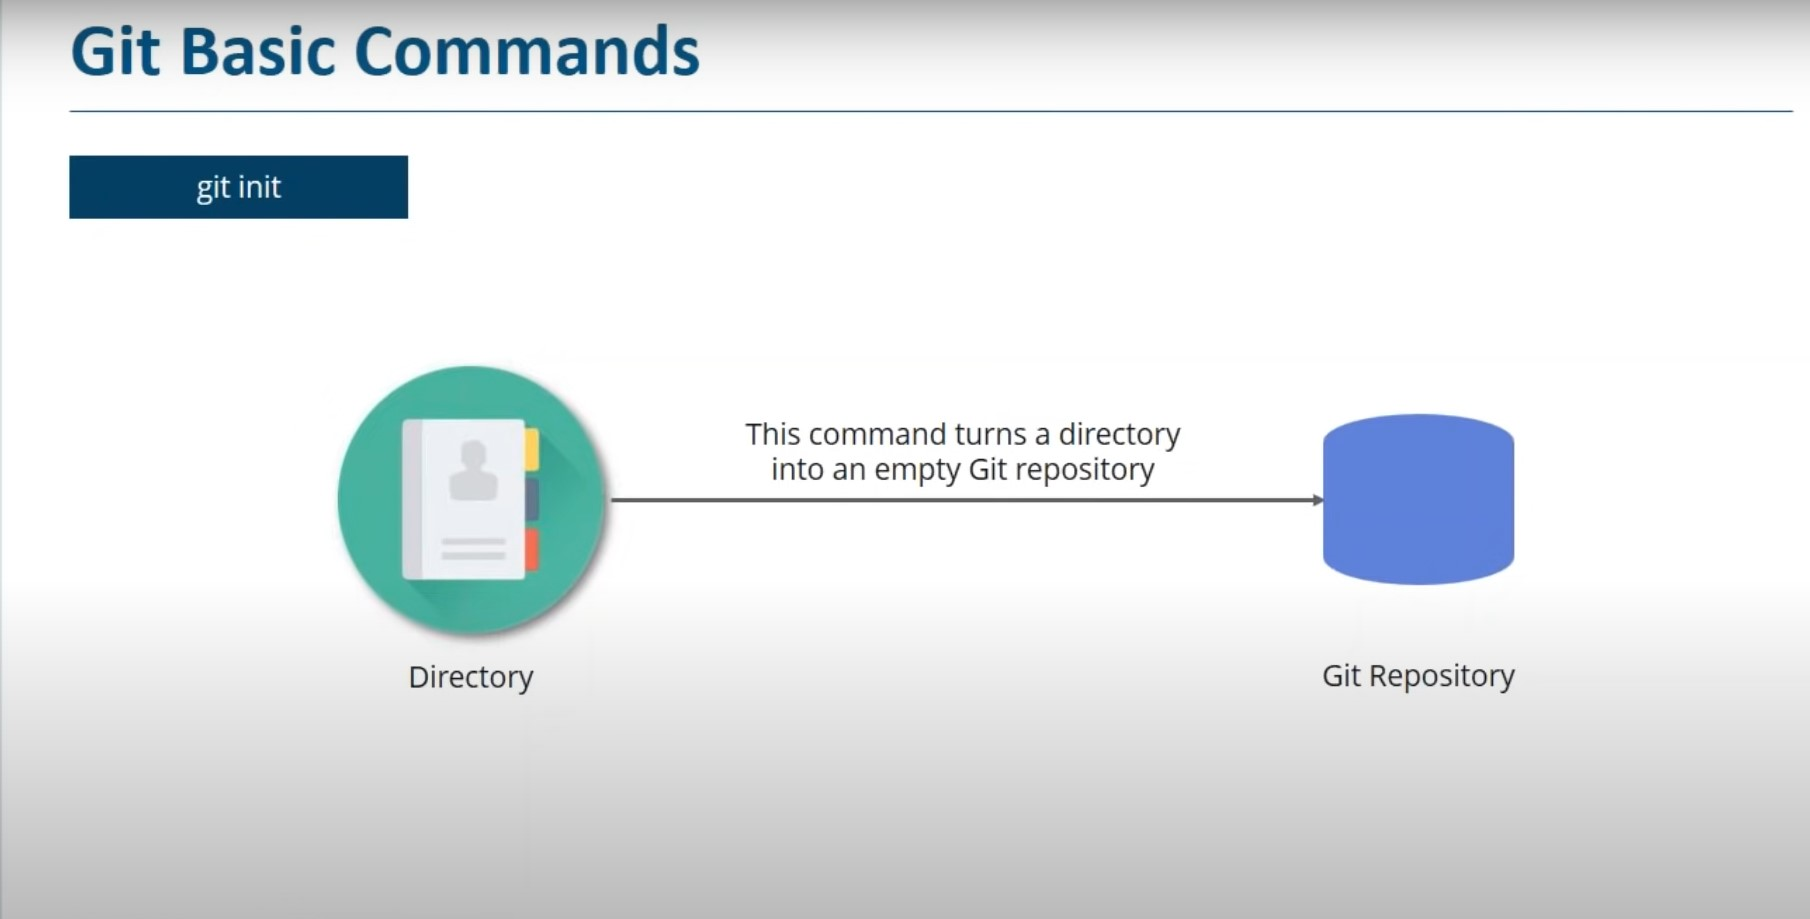 Git Basic Commands
git init
This command turns a directory
into an empty Git repository
Directory
Git Repository